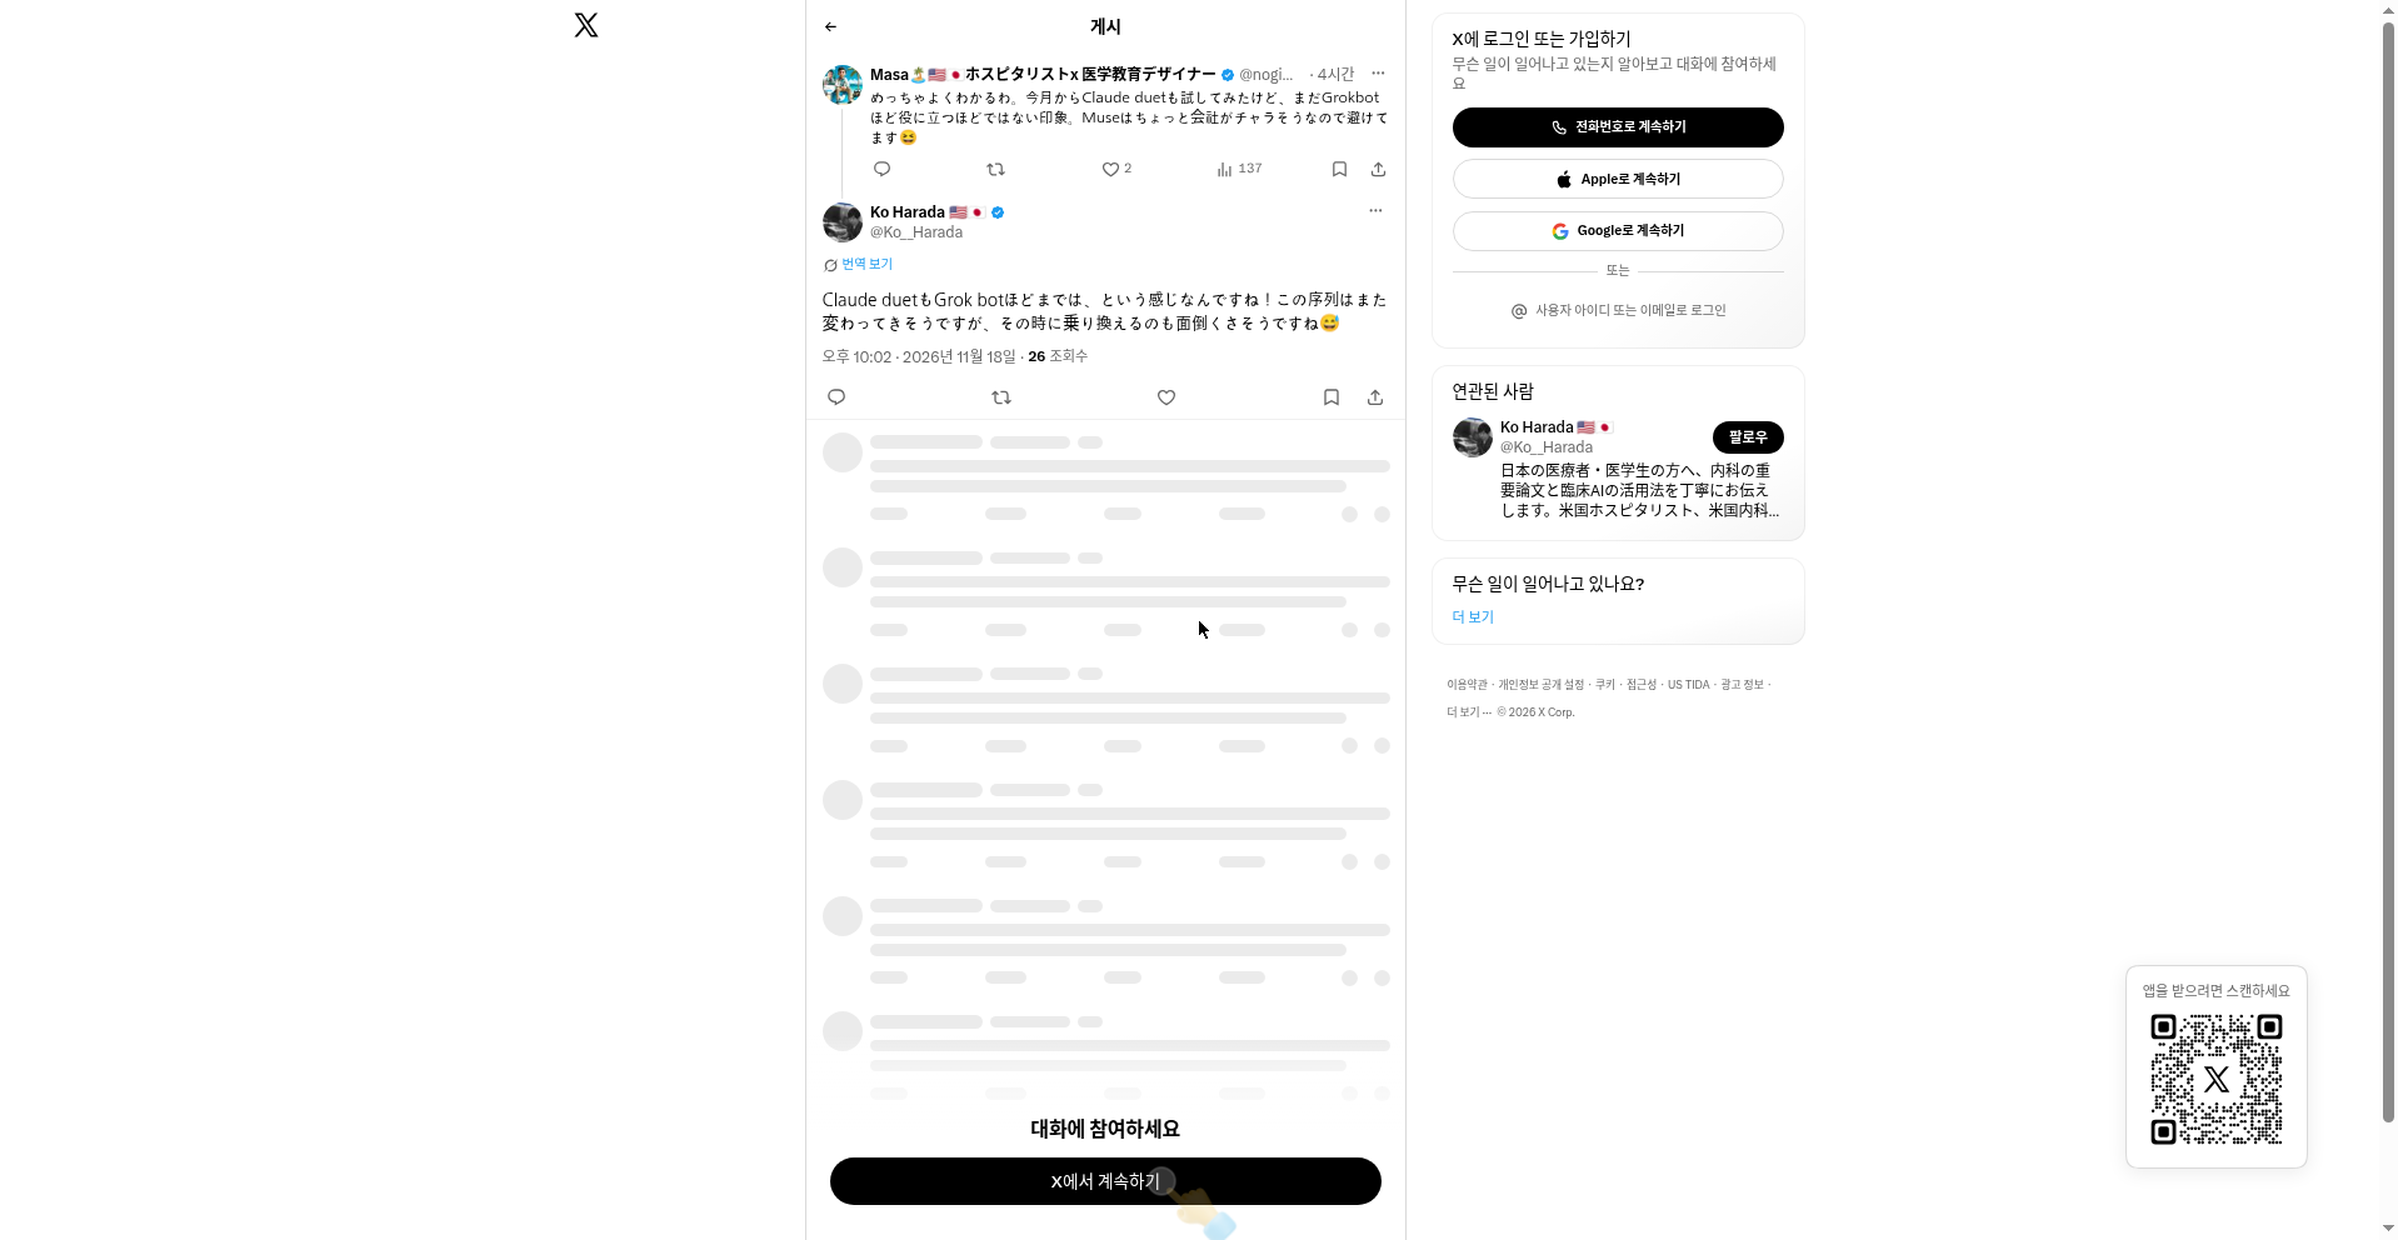 게시
Masa🏝️🇺🇸🇯🇵ホスピタリストx 医学教育デザイナー @nogi... · 4시간
めっちゃよくわかるわ。今月からClaude duetも試してみたけど、まだGrokbot
ほど役に立つほどではない印象。Museはちょっと会社がチャラそうなので避けて
ます😆
2 137
Ko Harada 🇺🇸🇯🇵
@Ko__Harada
번역 보기
Claude duetもGrok botほどまでは、という感じなんですね！この序列はまた
変わってきそうですが、その時に乗り換えるのも面倒くさそうですね😅
오후 10:02 · 2026년 11월 18일 · 26 조회수
대화에 참여하세요
X에서 계속하기
X에 로그인 또는 가입하기
무슨 일이 일어나고 있는지 알아보고 대화에 참여하세
요
전화번호로 계속하기
Apple로 계속하기
Google로 계속하기
또는
사용자 아이디 또는 이메일로 로그인
연관된 사람
Ko Harada 🇺🇸🇯🇵
@Ko__Harada
팔로우
日本の医療者・医学生の方へ、内科の重
要論文と臨床AIの活用法を丁寧にお伝え
します。米国ホスピタリスト、米国内科...
무슨 일이 일어나고 있나요?
더 보기
이용약관 · 개인정보 공개 설정 · 쿠키 · 접근성 · US TIDA · 광고 정보 ·
더 보기 ··· © 2026 X Corp.
앱을 받으려면 스캔하세요